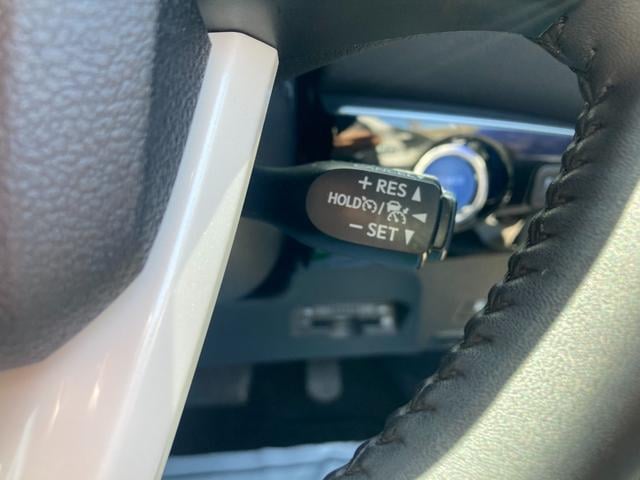 + RES ▲
HOLD / ◀
− SET ▼